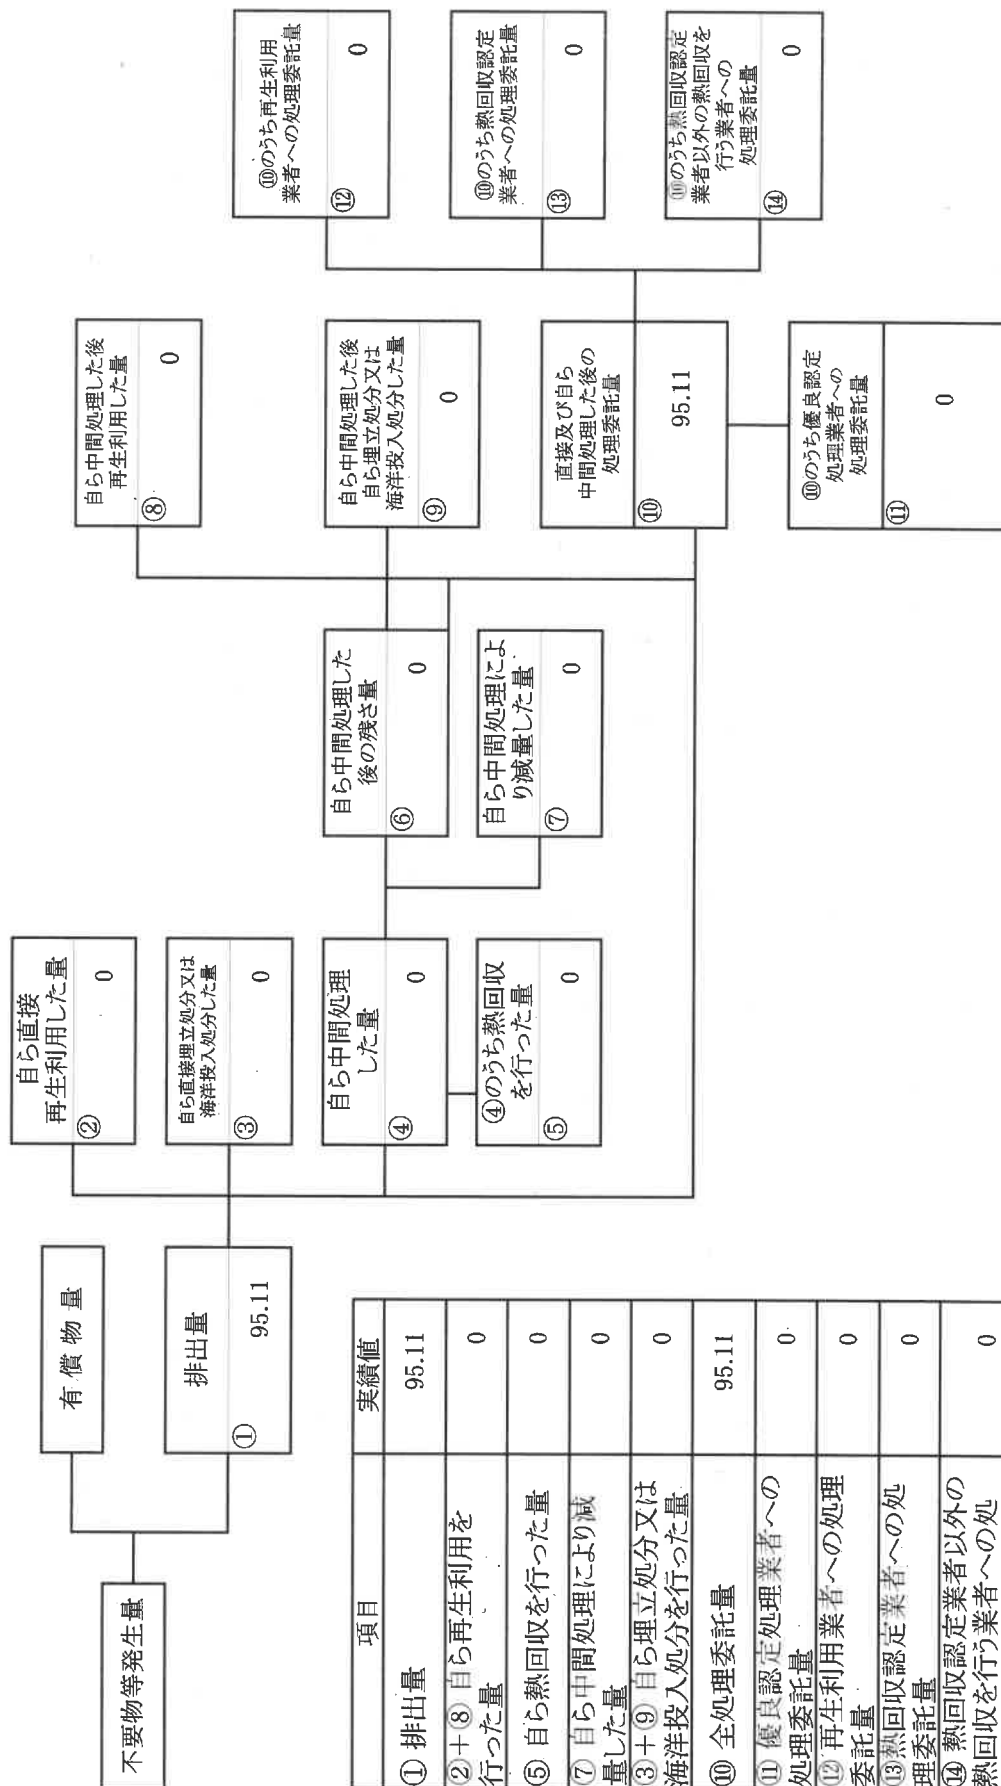 不要物等発生量
有償物量
排出量
①
95.11
自ら直接
再生利用した量
②
0
自ら直接埋立処分又は
海洋投入処分した量
③
0
自ら中間処理
した量
④
0
④のうち熱回収
を行った量
⑤
0
自ら中間処理した
後の残さ量
⑥
0
自ら中間処理によ
り減量した量
⑦
0
自ら中間処理した後
再生利用した量
⑧
0
自ら中間処理した後
自ら埋立処分又は
海洋投入処分した量
⑨
0
直接及び自ら
中間処理した後の
処理委託量
⑩
95.11
⑩のうち優良認定
処理業者への
処理委託量
⑪
0
⑩のうち再生利用
業者への処理委託量
⑫
0
⑩のうち熱回収認定
業者への処理委託量
⑬
0
⑩のうち熱回収認定
業者以外の熱回収を
行う業者への
処理委託量
⑭
0
項目 実績値
①排出量 95.11
②+⑧ 自ら再生利用を
行った量 0
⑤ 自ら熱回収を行った量 0
⑦ 自ら中間処理により減
量した量 0
③+⑨ 自ら埋立処分又は
海洋投入処分を行った量 0
⑩ 全処理委託量 95.11
⑪ 優良認定処理業者への
処理委託量 0
⑫ 再生利用業者への処理
委託量 0
⑬熱回収認定業者への処
理委託量 0
⑭ 熱回収認定業者以外の
熱回収を行う業者への処 0